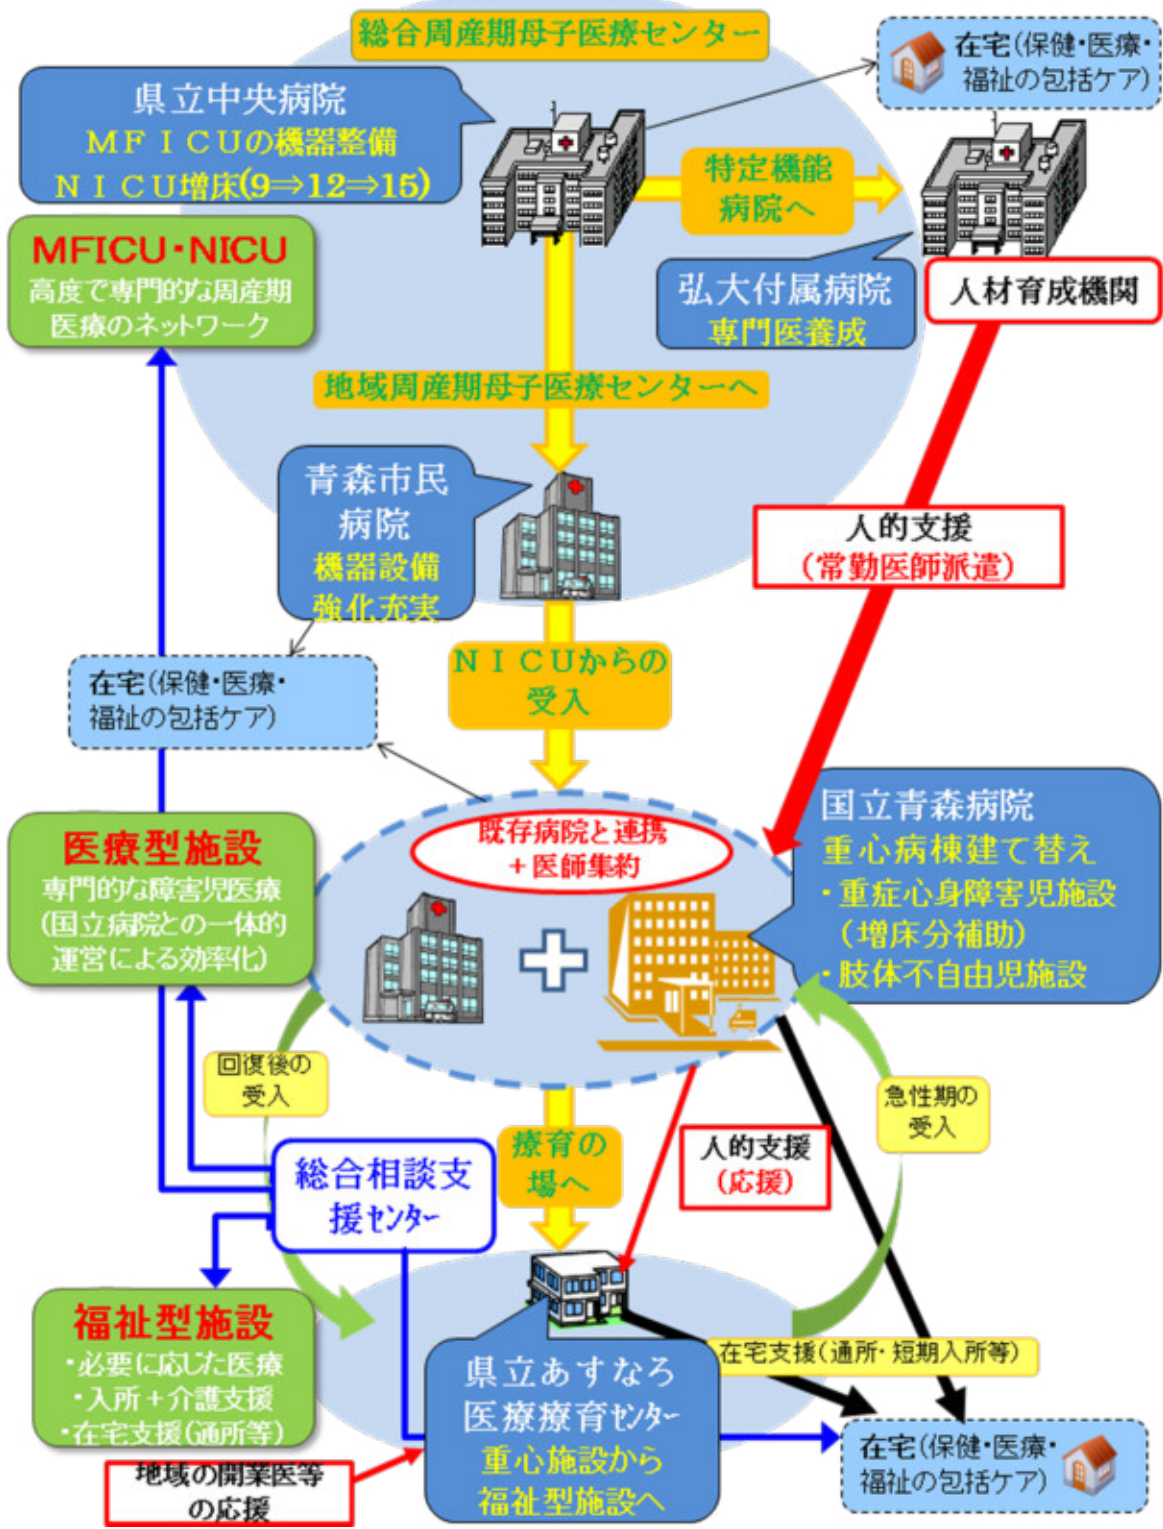 総合周産期母子医療センター
在宅(保健・医療・
福祉の包括ケア)
県立中央病院
ＭＦＩＣＵの機器整備
ＮＩＣＵ増床(9⇒12⇒15)
特定機能
病院へ
MFICU・NICU
高度で専門的な周産期
医療のネットワーク
弘大付属病院
専門医養成
人材育成機関
地域周産期母子医療センターへ
青森市民
病院
機器設備
強化充実
人的支援
(常勤医師派遣)
ＮＩＣＵからの
受入
在宅(保健・医療・
福祉の包括ケア)
国立青森病院
重心病棟建て替え
・重症心身障害児施設
(増床分補助)
・肢体不自由児施設
既存病院と連携
+医師集約
医療型施設
専門的な障害児医療
(国立病院との一体的
運営による効率化)
回復後の
受入
急性期の
受入
療育の
場へ
人的支援
(応援)
総合相談支
援センター
福祉型施設
・必要に応じた医療
・入所+介護支援
・在宅支援(通所等)
在宅支援(通所・短期入所等)
県立あすなろ
医療療育センター
重心施設から
福祉型施設へ
在宅(保健・医療・
福祉の包括ケア)
地域の開業医等
の応援